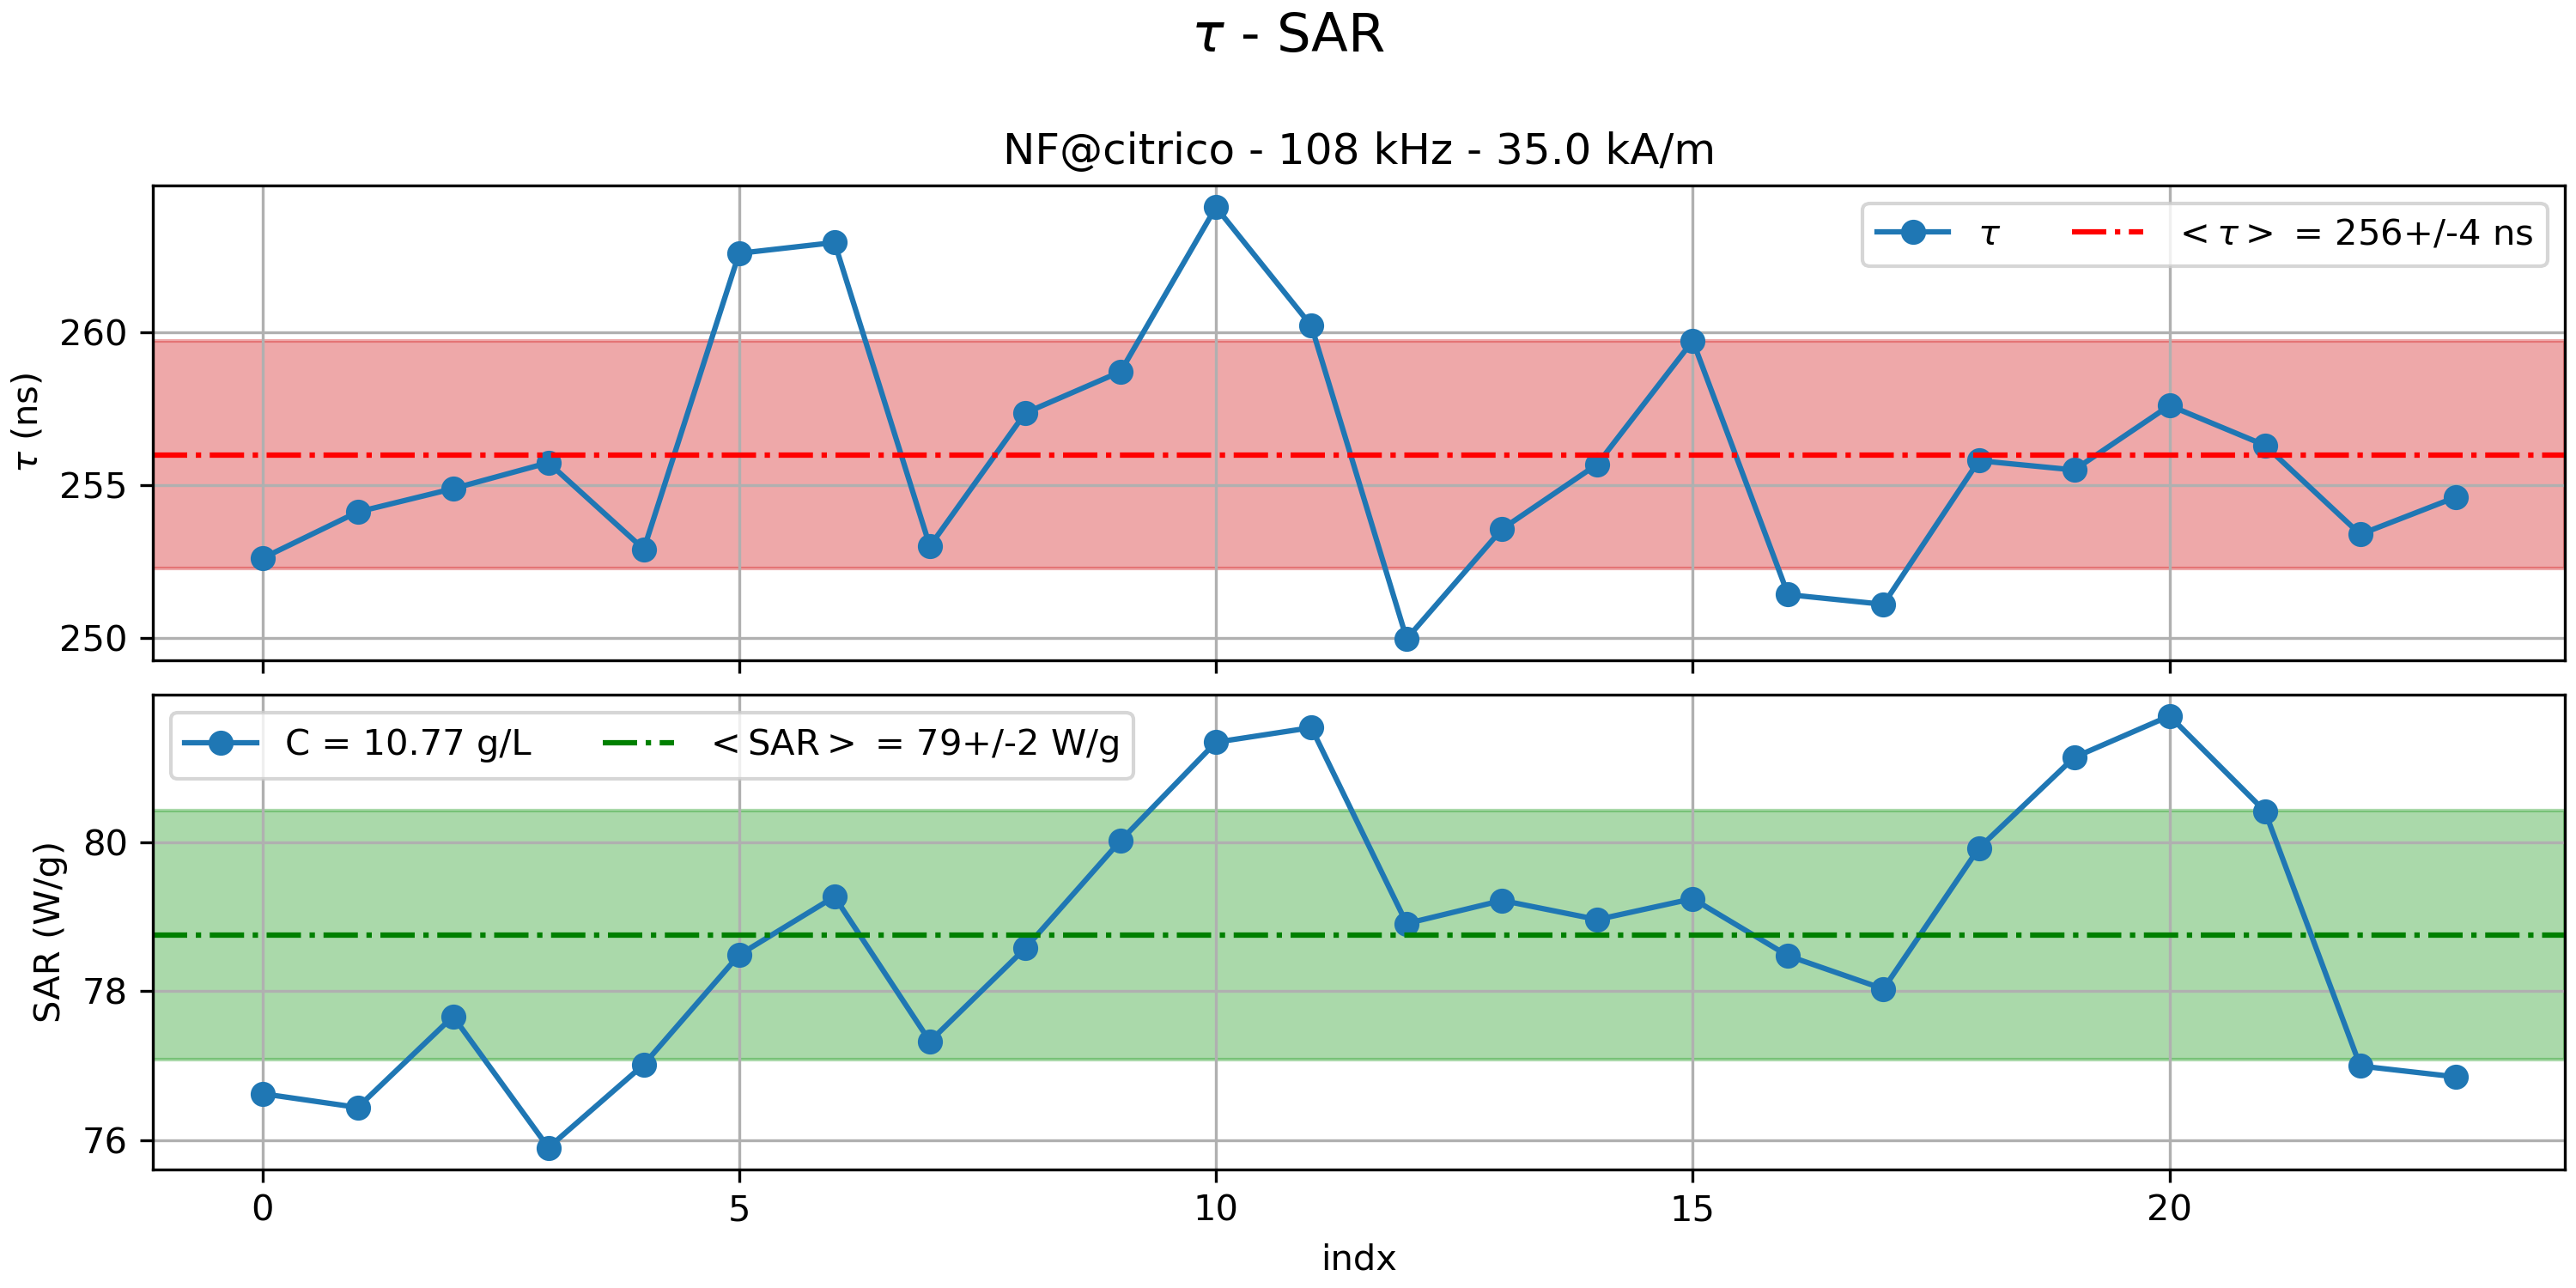 τ - SAR
NF@citrico - 108 kHz - 35.0 kA/m
τ <τ> = 256+/-4 ns
τ (ns)
260
255
250
C = 10.77 g/L <SAR> = 79+/-2 W/g
SAR (W/g)
80
78
76
0 5 10 15 20
indx